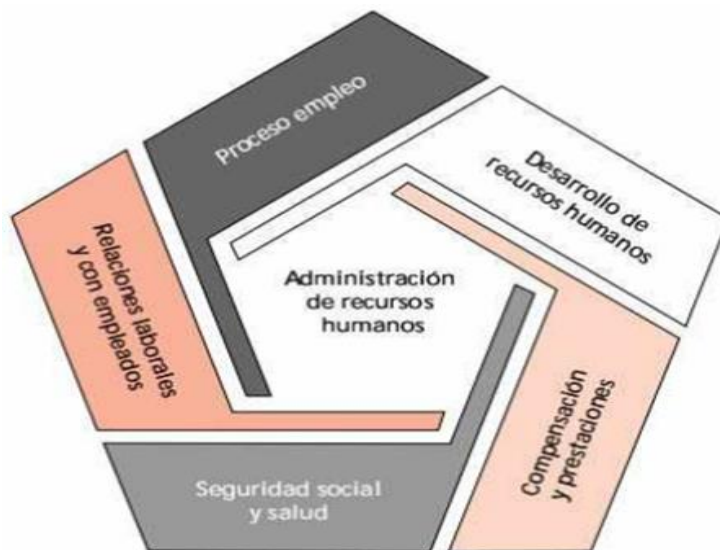 Proceso empleo
Desarrollo de
recursos humanos
Relaciones laborales
y con empleados
Administración
de recursos
humanos
Compensación
y prestaciones
Seguridad social
y salud